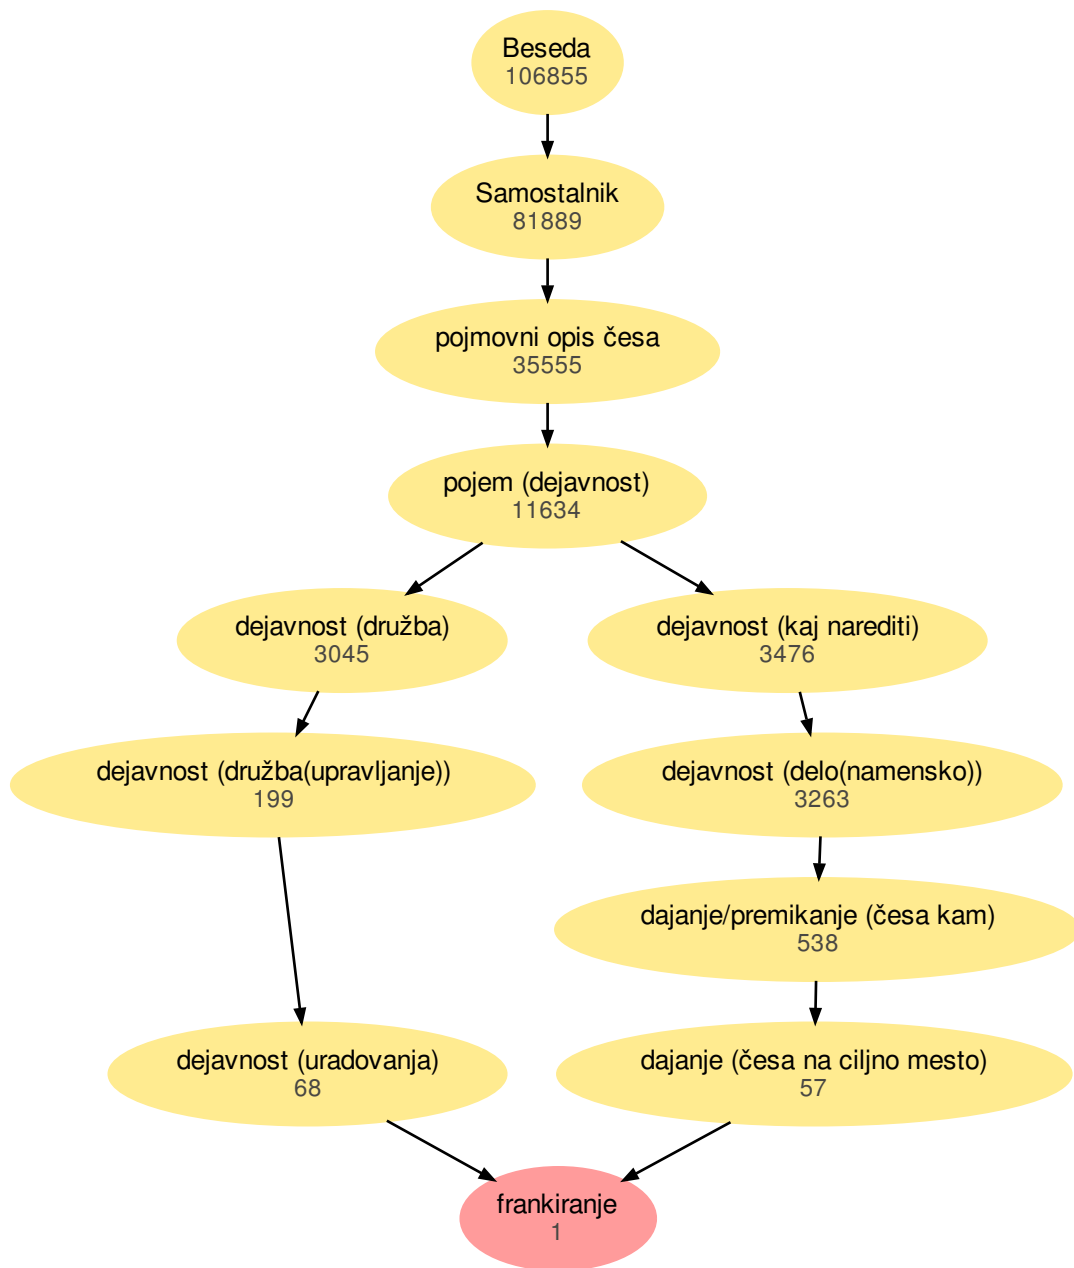 Beseda
106855
Samostalnik
81889
pojmovni opis česa
35555
pojem (dejavnost)
11634
dejavnost (družba)
3045
dejavnost (kaj narediti)
3476
dejavnost (družba(upravljanje))
199
dejavnost (delo(namensko))
3263
dajanje/premikanje (česa kam)
538
dejavnost (uradovanja)
68
dajanje (česa na ciljno mesto)
57
frankiranje
1